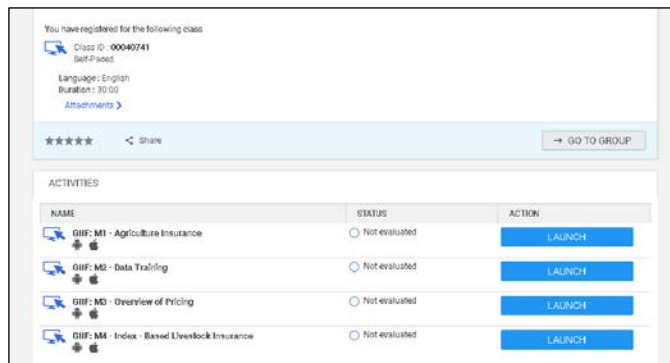 You have registered for the following class
Class ID : 00040741
Self-Paced
Language : English
Duration : 30:00
Attachments
Share
→ GO TO GROUP
ACTIVITIES
NAME STATUS ACTION
GIIF: M1 - Agriculture Insurance Not evaluated LAUNCH
GIIF: M2 - Data Training Not evaluated LAUNCH
GIIF: M3 - Overview of Pricing Not evaluated LAUNCH
GIIF: M4 - Index - Based Livestock Insurance Not evaluated LAUNCH